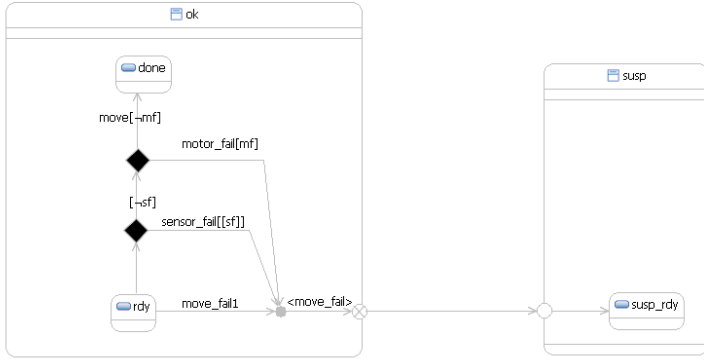 ok
susp
done
move[¬mf]
motor_fail[mf]
[¬sf]
sensor_fail[[sf]]
rdy
move_fail1
<move_fail>
susp_rdy